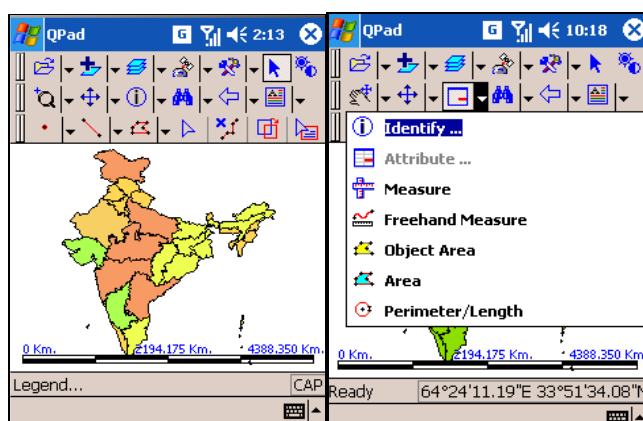 QPad G 2:13
0 Km. 2194.175 Km. 4388.350 Km.
Legend... CAP
QPad G 10:18
Identify ...
Attribute ...
Measure
Freehand Measure
Object Area
Area
Perimeter/Length
0 Km. 2194.175 Km. 4388.350 Km.
Ready 64°24'11.19"E 33°51'34.08"N